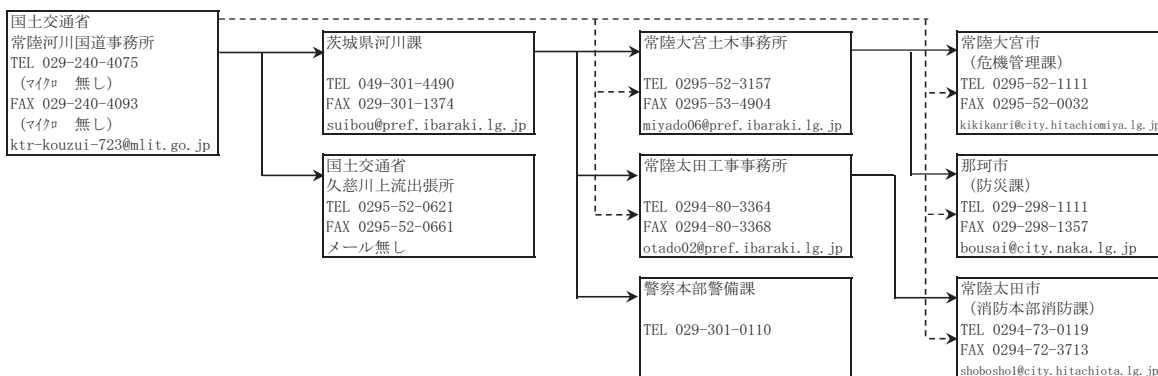 国土交通省
常陸河川国道事務所
TEL 029-240-4075
（ﾏｲｸﾛ　無し）
FAX 029-240-4093
（ﾏｲｸﾛ　無し）
ktr-kouzui-723@mlit.go.jp
茨城県河川課
TEL 049-301-4490
FAX 029-301-1374
suibou@pref.ibaraki.lg.jp
国土交通省
久慈川上流出張所
TEL 0295-52-0621
FAX 0295-52-0661
メール無し
常陸大宮土木事務所
TEL 0295-52-3157
FAX 0295-53-4904
miyado06@pref.ibaraki.lg.jp
常陸太田工事事務所
TEL 0294-80-3364
FAX 0294-80-3368
otado02@pref.ibaraki.lg.jp
警察本部警備課
TEL 029-301-0110
常陸大宮市
（危機管理課）
TEL 0295-52-1111
FAX 0295-52-0032
kikikanri@city.hitachiomiya.lg.jp
那珂市
（防災課）
TEL 029-298-1111
FAX 029-298-1357
bousai@city.naka.lg.jp
常陸太田市
（消防本部消防課）
TEL 0294-73-0119
FAX 0294-72-3713
shobosho1@city.hitachiota.lg.jp